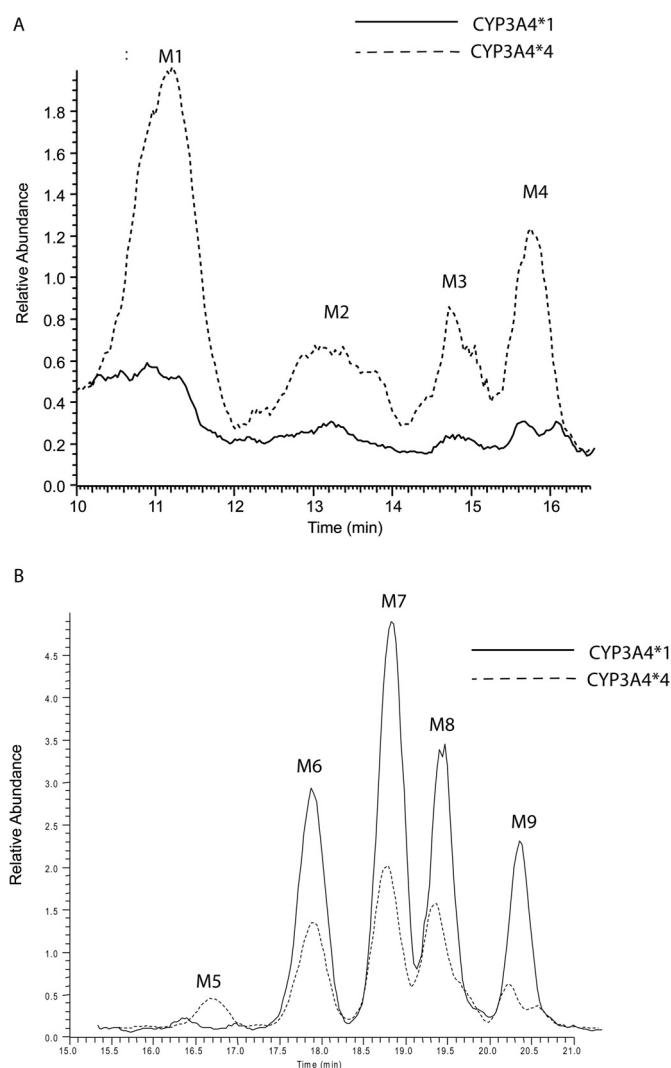 A
CYP3A4*1
CYP3A4*4
:
M1
M2
M3
M4
Relative Abundance
1.8
1.6
1.4
1.2
1.0
0.8
0.6
0.4
0.2
0.0
10 11 12 13 14 15 16
Time (min)
B
CYP3A4*1
CYP3A4*4
M5
M6
M7
M8
M9
Relative Abundance
4.5
4.0
3.5
3.0
2.5
2.0
1.5
1.0
0.5
0.0
15.0 15.5 16.0 16.5 17.0 17.5 18.0 18.5 19.0 19.5 20.0 20.5 21.0
Time (min)